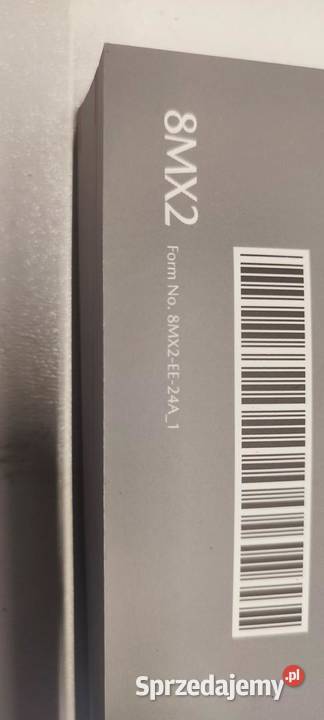 8MX2
Form No. 8MX2-EE-24A_1
Sprzedajemy.pl